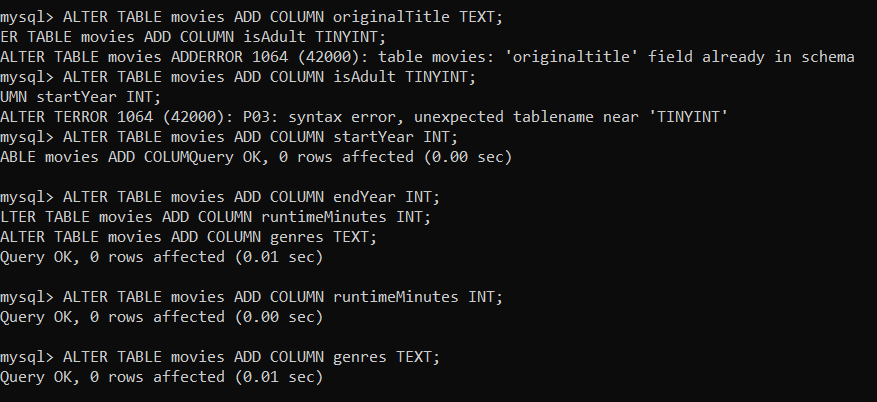 mysql> ALTER TABLE movies ADD COLUMN originalTitle TEXT;
ER TABLE movies ADD COLUMN isAdult TINYINT;
ALTER TABLE movies ADDERROR 1064 (42000): table movies: 'originaltitle' field already in schema
mysql> ALTER TABLE movies ADD COLUMN isAdult TINYINT;
UMN startYear INT;
ALTER TERROR 1064 (42000): P03: syntax error, unexpected tablename near 'TINYINT'
mysql> ALTER TABLE movies ADD COLUMN startYear INT;
ABLE movies ADD COLUMQuery OK, 0 rows affected (0.00 sec)
mysql> ALTER TABLE movies ADD COLUMN endYear INT;
LTER TABLE movies ADD COLUMN runtimeMinutes INT;
ALTER TABLE movies ADD COLUMN genres TEXT;
Query OK, 0 rows affected (0.01 sec)
mysql> ALTER TABLE movies ADD COLUMN runtimeMinutes INT;
Query OK, 0 rows affected (0.00 sec)
mysql> ALTER TABLE movies ADD COLUMN genres TEXT;
Query OK, 0 rows affected (0.01 sec)